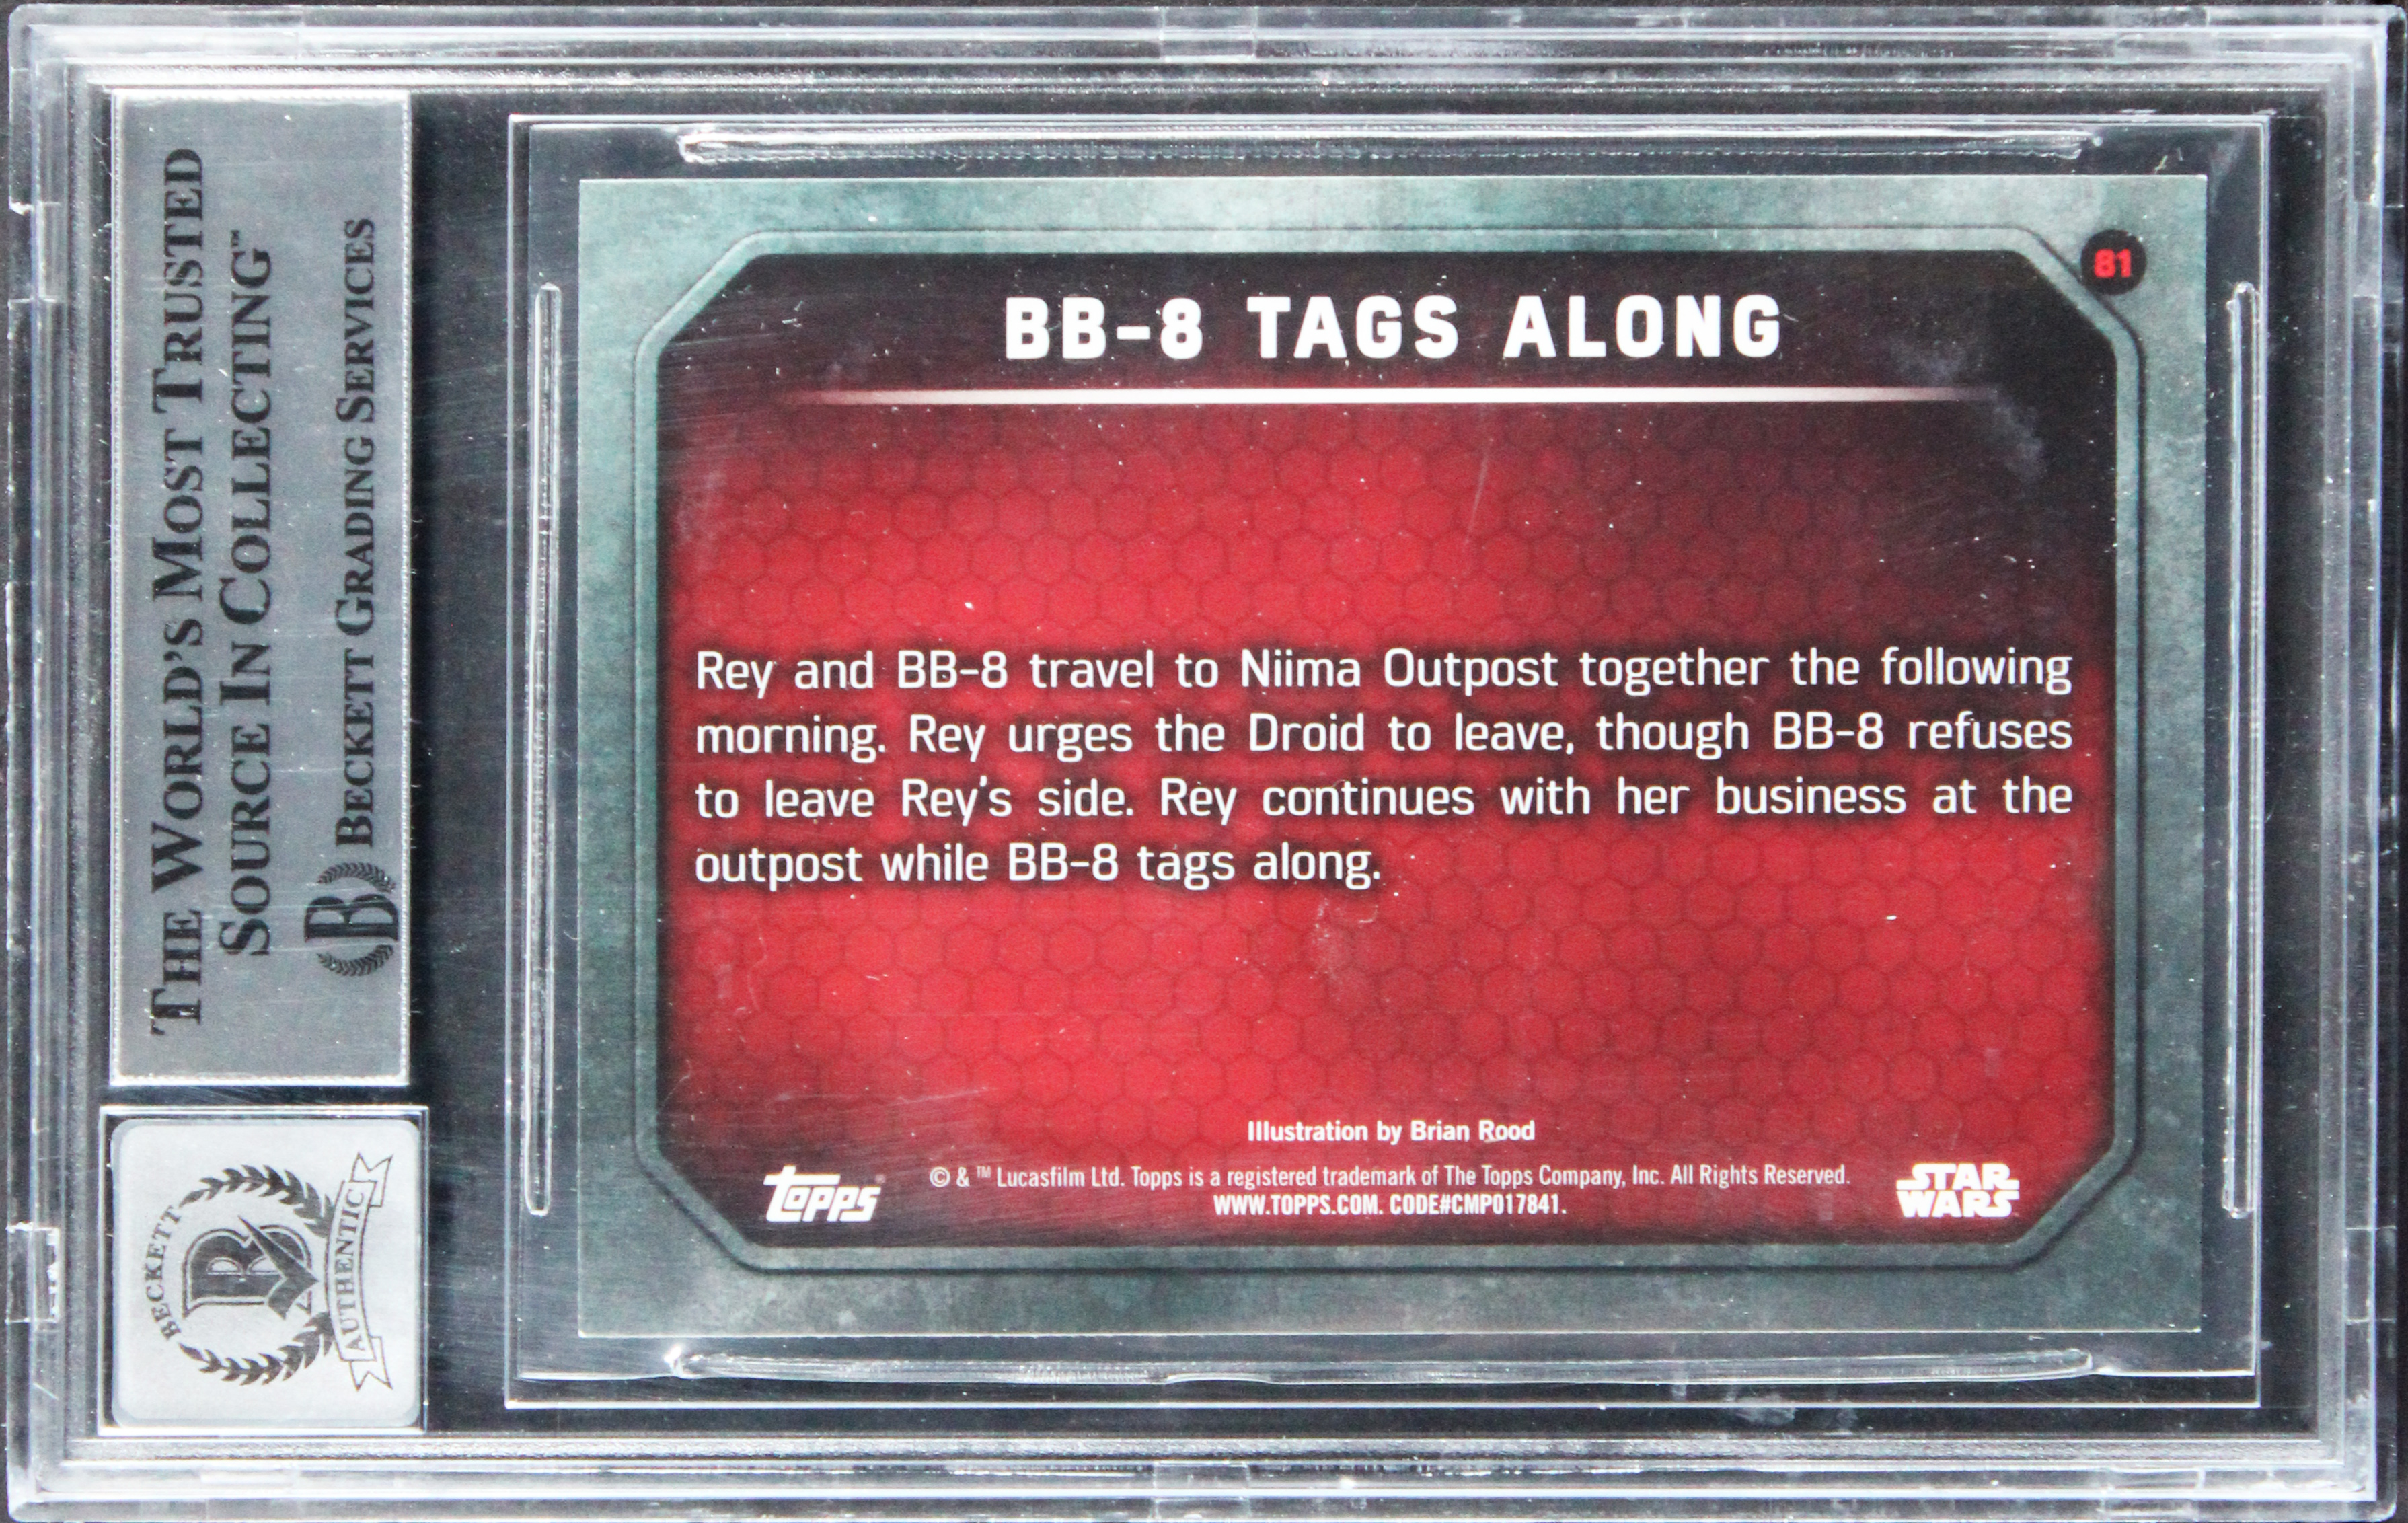 THE WORLD'S MOST TRUSTED
SOURCE IN COLLECTING™
B BECKETT GRADING SERVICES
BECKETT
B
AUTHENTIC
81
BB-8 TAGS ALONG
Rey and BB-8 travel to Niima Outpost together the following
morning. Rey urges the Droid to leave, though BB-8 refuses
to leave Rey's side. Rey continues with her business at the
outpost while BB-8 tags along.
Illustration by Brian Rood
topps®
© & ™ Lucasfilm Ltd. Topps is a registered trademark of The Topps Company, Inc. All Rights Reserved.
WWW.TOPPS.COM. CODE#CMP017841.
STAR
WARS